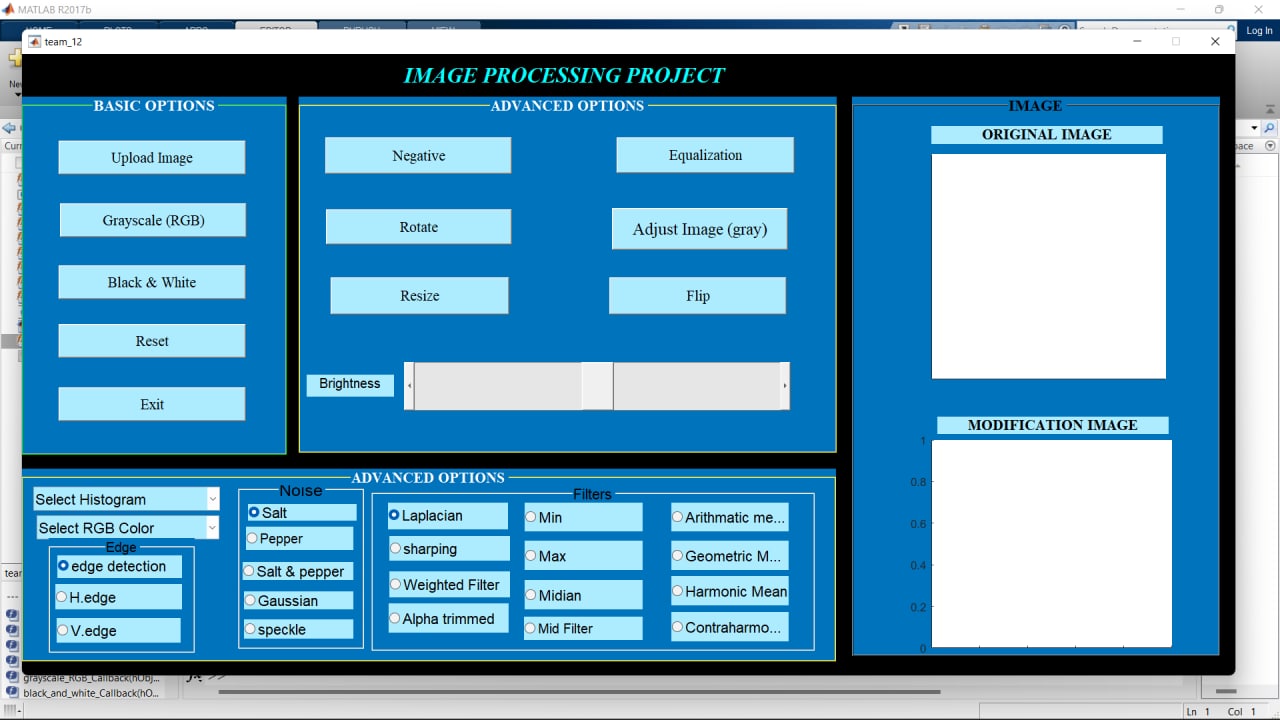 MATLAB R2017b
Log In
team_12
IMAGE PROCESSING PROJECT
BASIC OPTIONS
Upload Image
Grayscale (RGB)
Black & White
Reset
Exit
ADVANCED OPTIONS
Negative
Equalization
Rotate
Adjust Image (gray)
Resize
Flip
Brightness
IMAGE
ORIGINAL IMAGE
MODIFICATION IMAGE
1
0.8
0.6
0.4
0.2
0
ADVANCED OPTIONS
Select Histogram
Select RGB Color
Edge
edge detection
H.edge
V.edge
Noise
Salt
Pepper
Salt & pepper
Gaussian
speckle
Filters
Laplacian
sharping
Weighted Filter
Alpha trimmed
Min
Max
Midian
Mid Filter
Arithmatic me...
Geometric M...
Harmonic Mean
Contraharmo...
grayscale_RGB_Callback(hObj...
black_and_white_Callback(hO...
Ln 1 Col 1